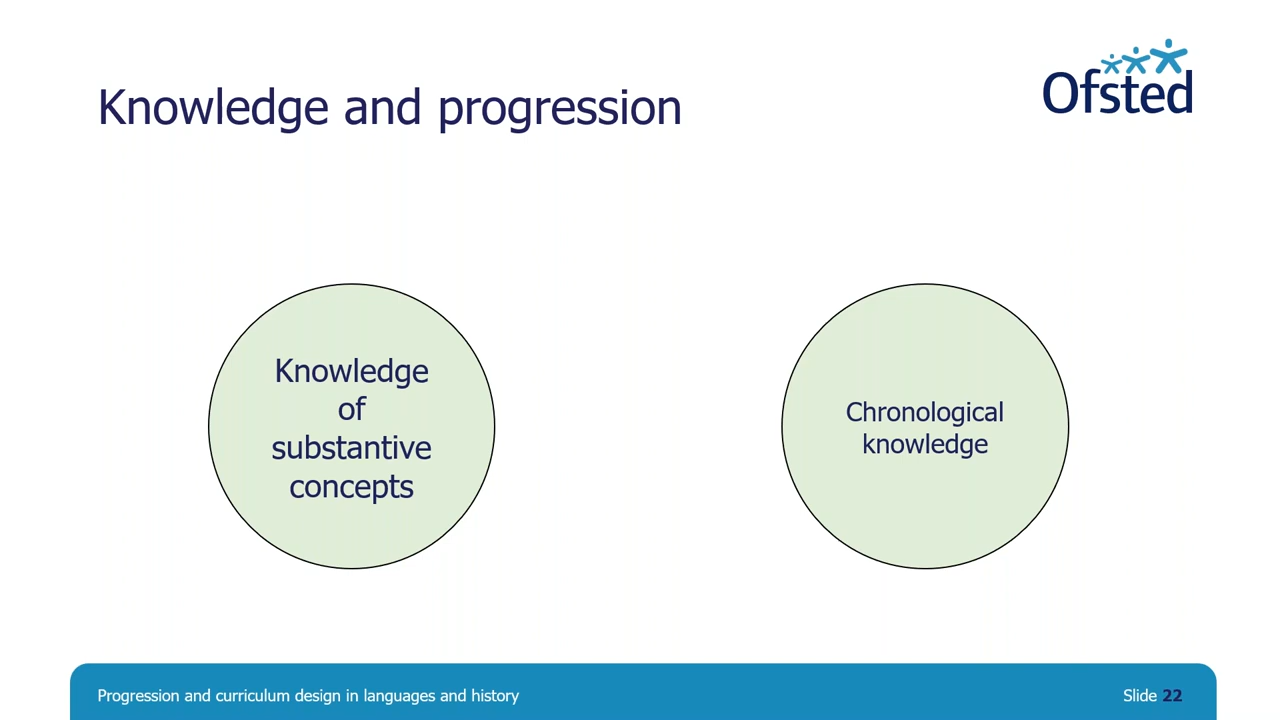 Knowledge and progression
Ofsted
Knowledge
of
substantive
concepts
Chronological
knowledge
Progression and curriculum design in languages and history
Slide 22